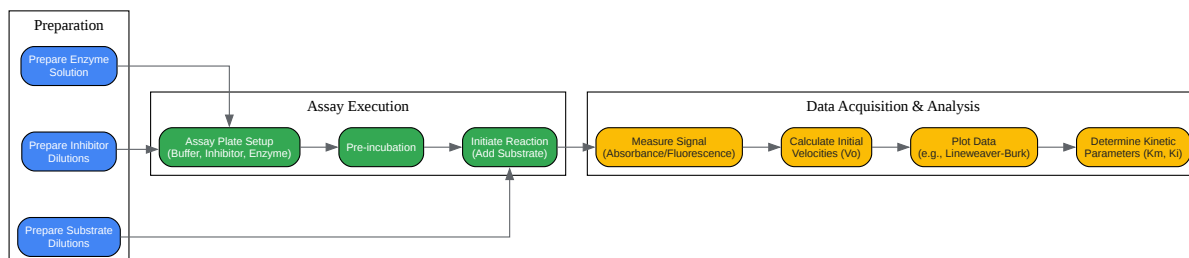 Preparation
Prepare Enzyme
Solution
Prepare Inhibitor
Dilutions
Prepare Substrate
Dilutions
Assay Execution
Assay Plate Setup
(Buffer, Inhibitor, Enzyme)
Pre-incubation
Initiate Reaction
(Add Substrate)
Data Acquisition & Analysis
Measure Signal
(Absorbance/Fluorescence)
Calculate Initial
Velocities (Vo)
Plot Data
(e.g., Lineweaver-Burk)
Determine Kinetic
Parameters (Km, Ki)